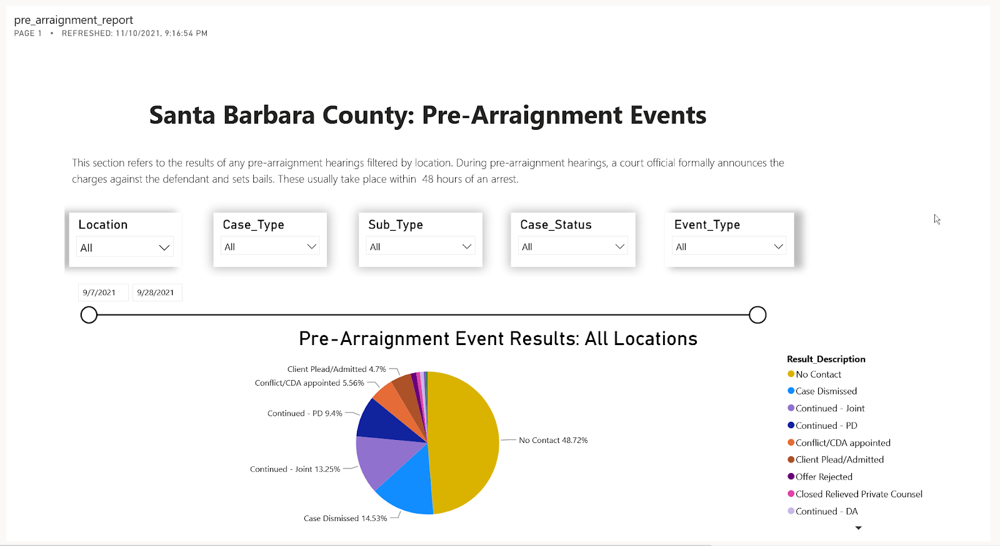 pre_arraignment_report
PAGE 1 • REFRESHED: 11/10/2021, 9:16:54 PM
Santa Barbara County: Pre-Arraignment Events
This section refers to the results of any pre-arraignment hearings filtered by location. During pre-arraignment hearings, a court official formally announces the
charges against the defendant and sets bails. These usually take place within 48 hours of an arrest.
Location
All
Case_Type
All
Sub_Type
All
Case_Status
All
Event_Type
All
9/7/2021
9/28/2021
Pre-Arraignment Event Results: All Locations
Client Plead/Admitted 4.7%
Conflict/CDA appointed 5.56%
Continued - PD 9.4%
Continued - Joint 13.25%
Case Dismissed 14.53%
No Contact 48.72%
Result_Description
No Contact
Case Dismissed
Continued - Joint
Continued - PD
Conflict/CDA appointed
Client Plead/Admitted
Offer Rejected
Closed Relieved Private Counsel
Continued - DA